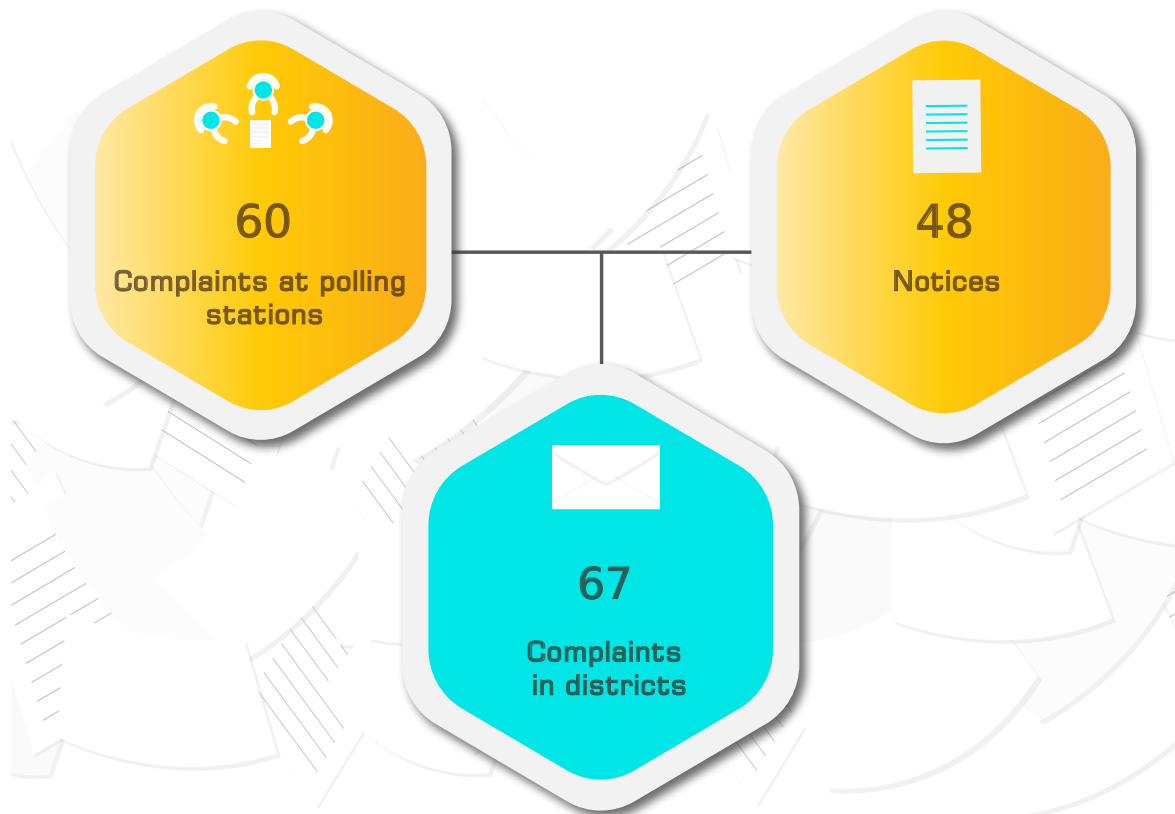 60
Complaints at polling
stations
48
Notices
67
Complaints
in districts